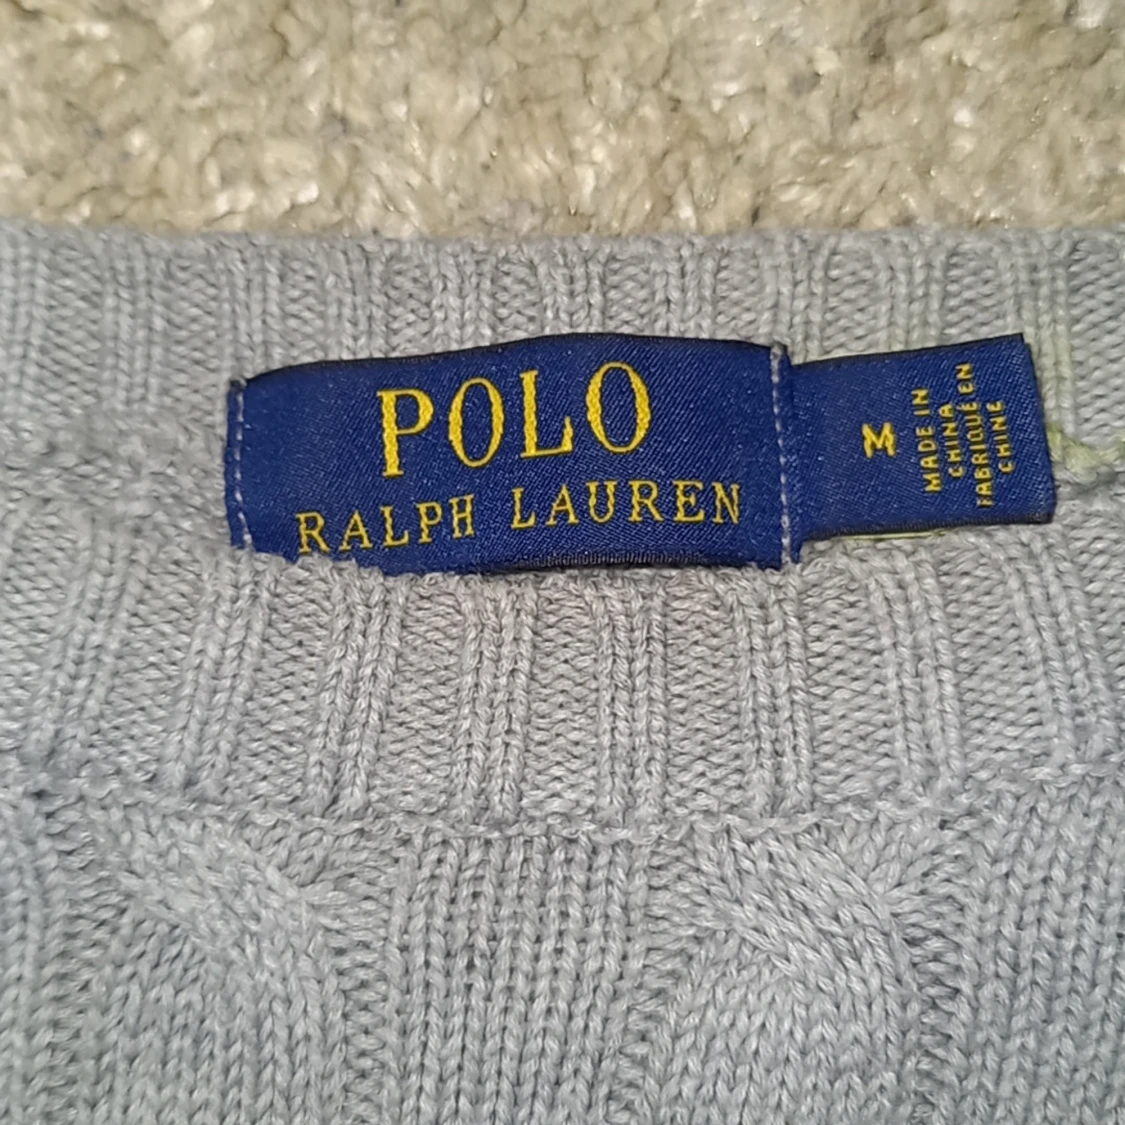 POLO
RALPH LAUREN
M
MADE IN
CHINA
FABRIQUÉ EN
CHINE